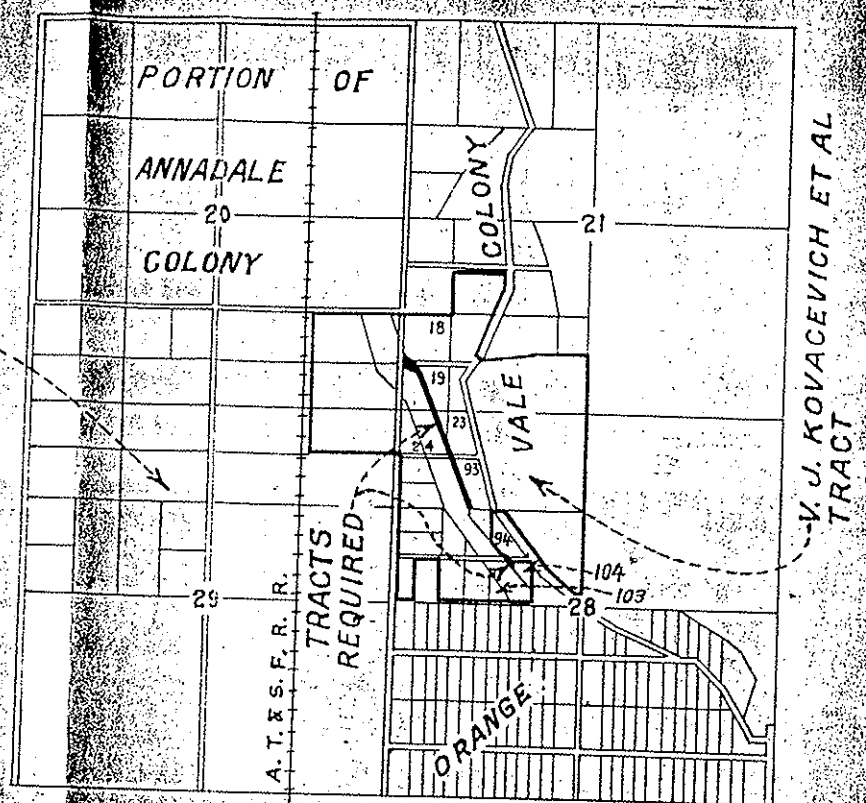 PORTION OF
ANNADALE
20
COLONY
COLONY
21
V. J. KOVACEVICH ET AL
TRACT
18
19
23
24
93
VALE
94
104
103
TRACTS
REQUIRED
29
28
A. T. & S. F. R. R.
ORANGE